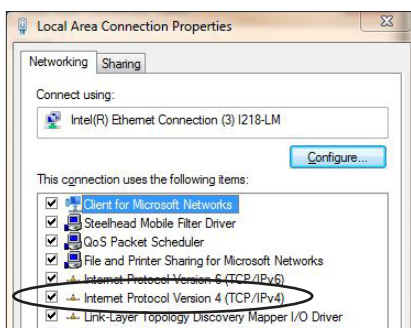 Local Area Connection Properties
Networking Sharing
Connect using:
Intel(R) Ethernet Connection (3) I218-LM
Configure...
This connection uses the following items:
Client for Microsoft Networks
Steelhead Mobile Filter Driver
QoS Packet Scheduler
File and Printer Sharing for Microsoft Networks
Internet Protocol Version 6 (TCP/IPv6)
Internet Protocol Version 4 (TCP/IPv4)
Link-Layer Topology Discovery Mapper I/O Driver